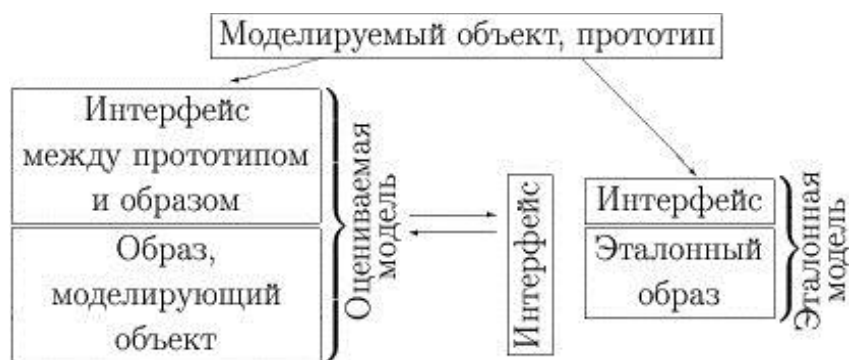 Моделируемый объект, прототип
Интерфейс
между прототипом
и образом
Образ,
моделирующий
объект
Оцениваемая
модель
Интерфейс
Интерфейс
Эталонный
образ
Эталонная
модель